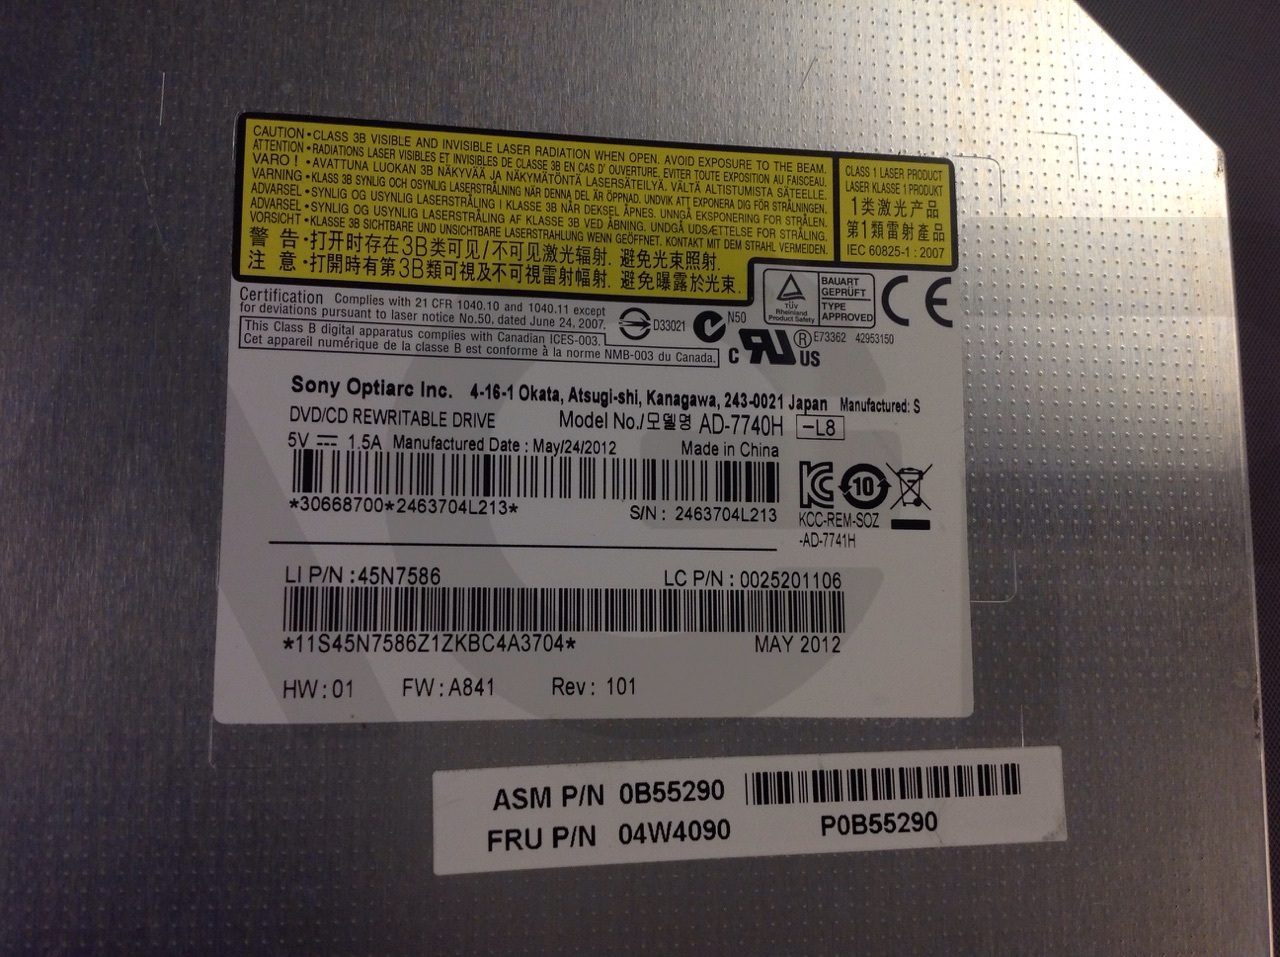 CAUTION • CLASS 3B VISIBLE AND INVISIBLE LASER RADIATION WHEN OPEN. AVOID EXPOSURE TO THE BEAM.
ATTENTION • RADIATIONS LASER VISIBLES ET INVISIBLES DE CLASSE 3B EN CAS D' OUVERTURE. EVITER TOUTE EXPOSITION AU FAISCEAU.
VARO ! • AVATTUNA LUOKAN 3B NÄKYVÄÄ JA NÄKYMÄTÖNTÄ LASERSÄTEILYÄ. VÄLTÄ ALTISTUMISTA SÄTEELLE.
VARNING • KLASS 3B SYNLIG OCH OSYNLIG LASERSTRÅLNING NÄR DENNA DEL ÄR ÖPPNAD. UNDVIK ATT EXPONERA DIG FÖR STRÅLNINGEN.
ADVARSEL • SYNLIG OG USYNLIG LASERSTRÅLING I KLASSE 3B NÅR DEKSEL ÅPNES. UNNGÅ EKSPONERING FOR STRÅLEN.
ADVARSEL • SYNLIG OG USYNLIG LASERSTRÅLING AF KLASSE 3B VED ÅBNING. UNDGÅ UDSÆTTELSE FOR STRÅLING.
VORSICHT • KLASSE 3B SICHTBARE UND UNSICHTBARE LASERSTRAHLUNG WENN GEÖFFNET. KONTAKT MIT DEM STRAHL VERMEIDEN.
警 告 • 打开时存在3B类可见/不可见激光辐射. 避免光束照射.
注 意 • 打開時有第3B類可視及不可視雷射幅射. 避免曝露於光束.
CLASS 1 LASER PRODUCT
LASER KLASSE 1 PRODUKT
1类激光产品
第1類雷射產品
IEC 60825-1 : 2007
Certification Complies with 21 CFR 1040.10 and 1040.11 except
for deviations pursuant to laser notice No.50, dated June 24, 2007.
This Class B digital apparatus complies with Canadian ICES-003.
Cet appareil numérique de la classe B est conforme à la norme NMB-003 du Canada.
D33021
N50
TÜV
Rheinland
Product Safety
BAUART
GEPRÜFT
TYPE
APPROVED
CE
C RU ® US
E73362 42953150
Sony Optiarc Inc. 4-16-1 Okata, Atsugi-shi, Kanagawa, 243-0021 Japan Manufactured: S
DVD/CD REWRITABLE DRIVE Model No./모델명 AD-7740H -L8
5V 1.5A Manufactured Date : May/24/2012 Made in China
*30668700*2463704L213* S/N : 2463704L213
10
KCC-REM-SOZ
-AD-7741H
LI P/N : 45N7586 LC P/N : 0025201106
*11S45N7586Z1ZKBC4A3704* MAY 2012
HW : 01 FW : A841 Rev : 101
ASM P/N 0B55290
FRU P/N 04W4090 P0B55290